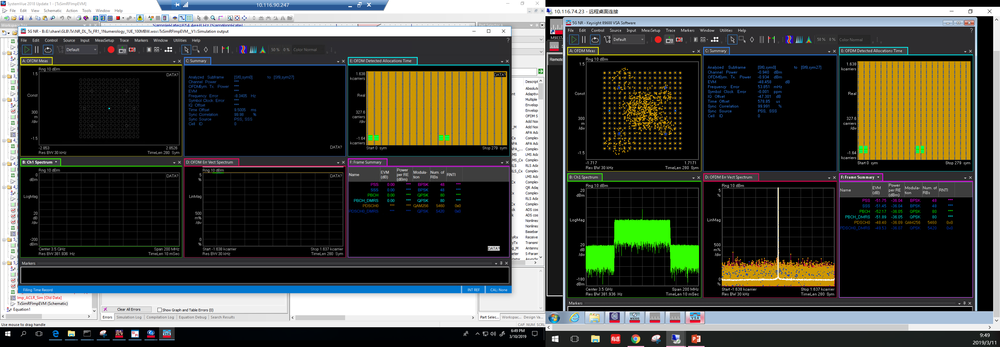 SystemVue 2018 Update 1 - [TxSimRFImpEVM]
10.116.90.247
File Edit View Schematic Action Tools Window Help
Workspace Tree
SampleRate=614.4e+6 Hz [SamplingRate]
Part Selector A
5G NR - B::E:\share\GLB\Tx\NR_DL_Tx_FR1_1Numerology_1UE_100MBW.wsv::TxSimRFImpEVM__V1::Simulation output
File Edit Control Source Input MeasSetup Trace Markers Window Utilities Help
Default
B
50 % 0 % Color Normal
A: OFDM Meas
Rng 10 dBm
DATA?
1.5
Const
300
m
/div
-1.5
-2.853 2.8526
Res BW 30 kHz TimeLen 280 Sym
C: Summary
Analyzed Subframe [Sf0,sym0] to [Sf9,sym27]
Channel Power ***
OFDMSym. Tx. Power ***
EVM ***
Frequency Error -8.3405 Hz
Symbol Clock Error ***
IQ Offset ***
Time Offset 9.5005 ms
Sync Correlation 99.98 %
Sync Source PSS, SSS
Cell ID 0
DATA?
E: OFDM Detected Allocations Time
DATA?
1.638
kcarriers
Real
327.6
carriers
/div
-1.64
kcarriers
Start 0 sym Stop 279 sym
B: Ch1 Spectrum
Rng 10 dBm
DATA?
0
dBm
LogMag
20
dB
/div
-200
dBm
Center 3.5 GHz Span 200 MHz
Res BW 381.936 Hz TimeLen 10 mSec
D: OFDM Err Vect Spectrum
Rng 10 dBm
DATA?
5
%
LinMag
500
m%
/div
0
%
Start -1.638 kcarrier Stop 1.637 kcarrier
Res BW 30 kHz TimeLen 280 Sym
F: Frame Summary
Name EVM (dB) Power per RE (dBm) Modula-tion Num. of RBs RNTI
PSS 0.00 *** BPSK 48 ***
SSS 0.00 *** BPSK 48 ***
PBCH 0.00 *** QPSK 80 ***
PBCH_DMRS 0.00 *** QPSK 80 ***
PDSCH0 *** *** QAM256 5460 0x0
PDSCH0_DMRS *** *** QPSK 5420 0x0
DATA?
Markers
Filling Time Record INT REF CAL: None
Descript
Absolute
Adaptiv
Multiple
Envelop
Envelop
OFDM S
Add Noi
Add Noi
APA Ada
Complex
APA Ada
Complex
LMS Ada
Complex
RLS Ada
Complex
LMS Ada
Complex
QR Adap
Complex
RLS Ada
Complex
ADS cos
Complex
Nonlinea
Nonlinea
Basebar
Receive
Transmit
Antenna
S-Param
Imp_ACLR_Sim [Old Data]
TxSimRFImpEVM (Schematic)
Equation1
Clear All Errors Show Graph and Table Errors (0)
Errors Simulation Log Compilation Log Equation Debug Search Results
Part Selec... Workspac... Design Va...
Use mouse to drag handle
CAP NUM SCRL
6:49 PM
3/10/2019
10.116.74.23 - 远程桌面连接
M9037A
Remote
5G NR - Keysight 89600 VSA Software
File Edit Control Source Input MeasSetup Trace Markers Window Utilities Help
Default
F
50 % 0 % Color Normal
A: OFDM Meas
Rng 10 dBm
1.5
Const
300
m
/div
-1.5
-1.717 1.7171
Res BW 30 kHz TimeLen 280 Sym
C: Summary
Analyzed Subframe [Sf0,sym0] to [Sf9,sym27]
Channel Power -0.940 dBm
OFDMSym. Tx. Power -0.934 dBm
EVM -48.458 dB
Frequency Error 53.851 mHz
Symbol Clock Error -0.001 ppm
IQ Offset -47.301 dB
Time Offset 578.85 us
Sync Correlation 99.991 %
Sync Source PSS, SSS
Cell ID 0
E: OFDM Detected Allocations Time
1.638
kcarriers
Real
327.6
carriers
/div
-1.64
kcarriers
Start 0 sym Stop 279 sym
B: Ch1 Spectrum
Rng 10 dBm
20
dBm
LogMag
20
dB
/div
-180
dBm
Center 3.5 GHz Span 200 MHz
Res BW 381.936 Hz TimeLen 10 mSec
D: OFDM Err Vect Spectrum
Rng 10 dBm
5
%
LinMag
500
m%
/div
0
%
Start -1.638 kcarrier Stop 1.637 kcarrier
Res BW 30 kHz TimeLen 280 Sym
F: Frame Summary
Name EVM (dB) Power per RE (dBm) Modula-tion Num. of RBs RNTI
PSS -51.75 -36.04 BPSK 48 ***
SSS -51.45 -36.04 BPSK 48 ***
PBCH -52.17 -36.05 QPSK 80 ***
PBCH_DMRS -51.89 -36.05 QPSK 80 ***
PDSCH0 -48.40 -36.09 QAM256 5460 0x0
PDSCH0_DMRS -48.53 -36.07 QPSK 5420 0x0
Markers
M9300
VSA
有道
9:49
2019/3/11